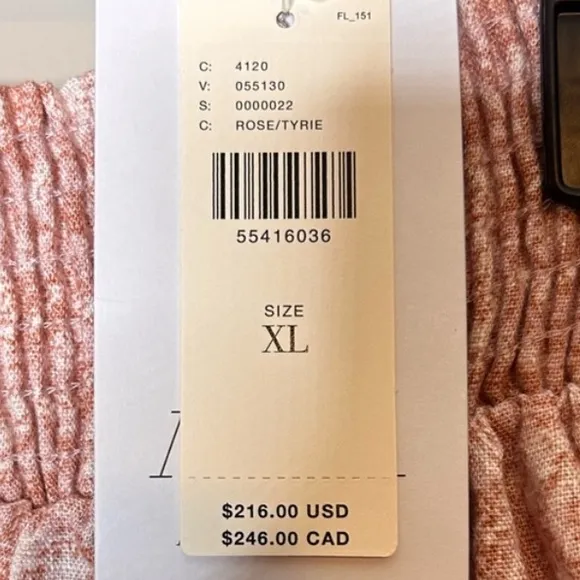 FL_151
C: 4120
V: 055130
S: 0000022
C: ROSE/TYRIE
55416036
SIZE
XL
$216.00 USD
$246.00 CAD